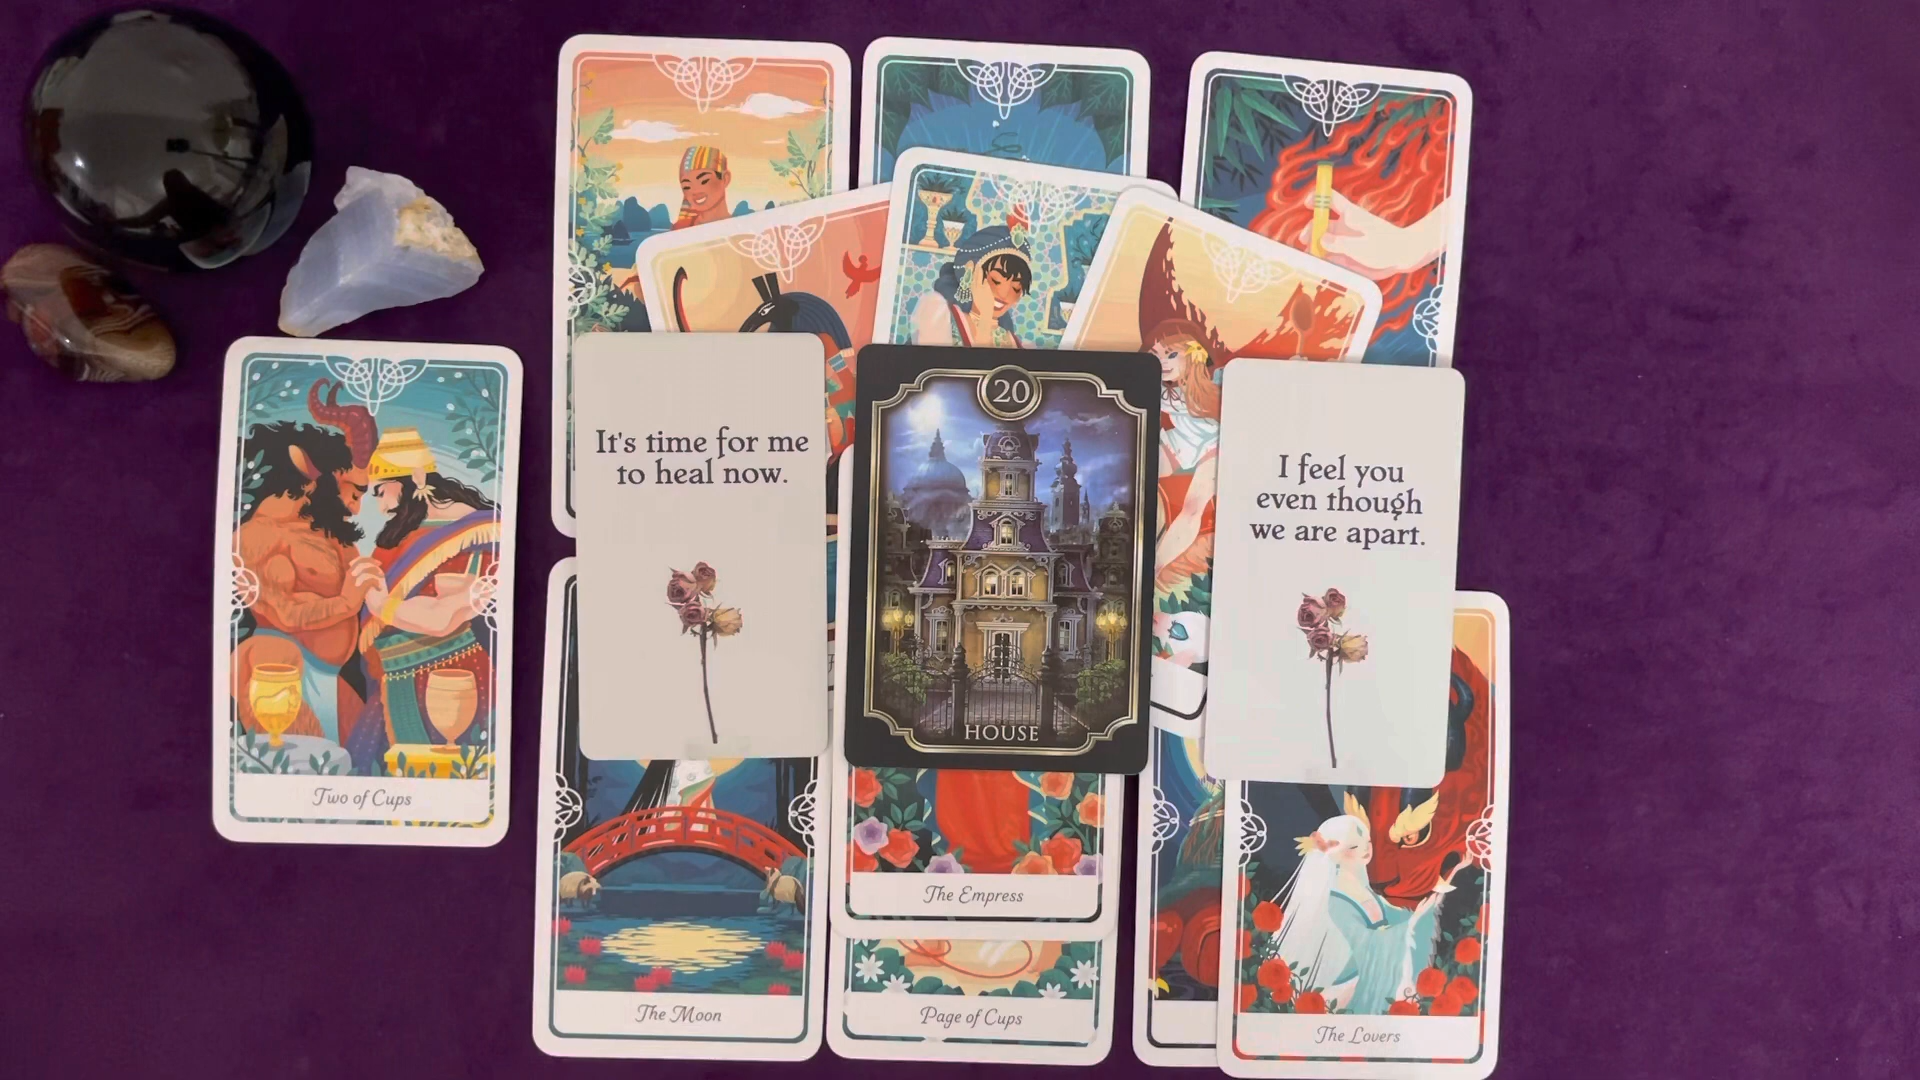 It's time for me
to heal now.
20
HOUSE
I feel you
even though
we are apart.
Two of Cups
The Empress
The Moon
Page of Cups
The Lovers